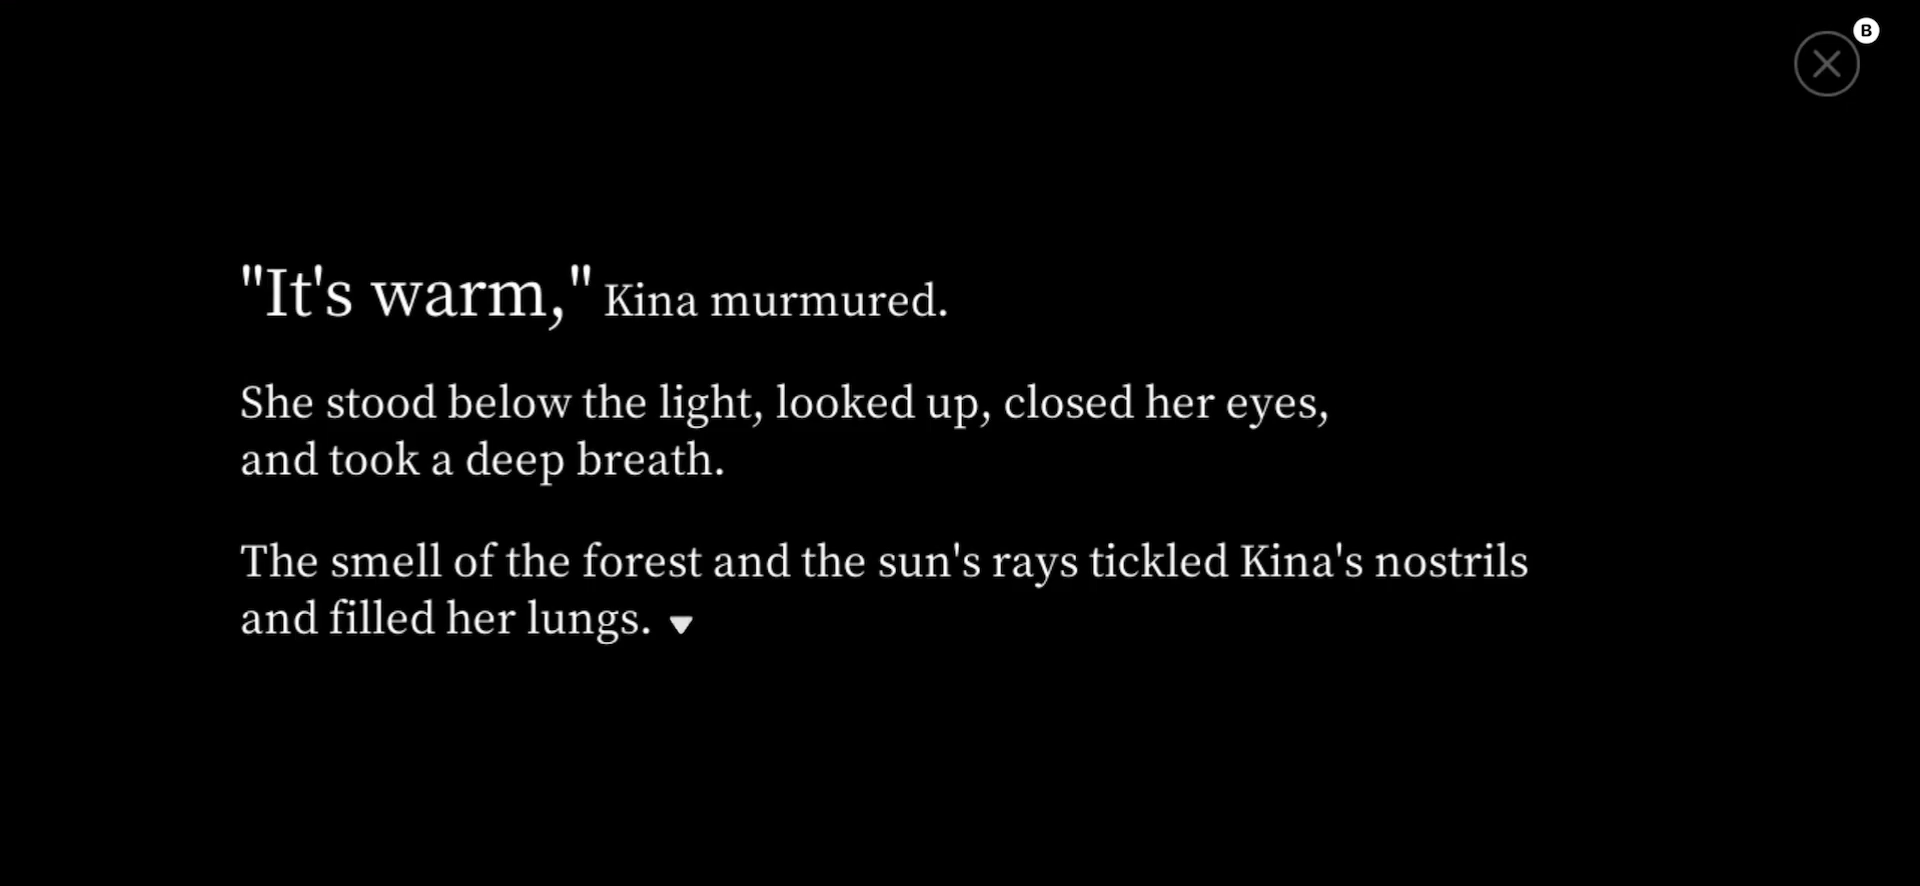 B
"It's warm," Kina murmured.
She stood below the light, looked up, closed her eyes,
and took a deep breath.
The smell of the forest and the sun's rays tickled Kina's nostrils
and filled her lungs.